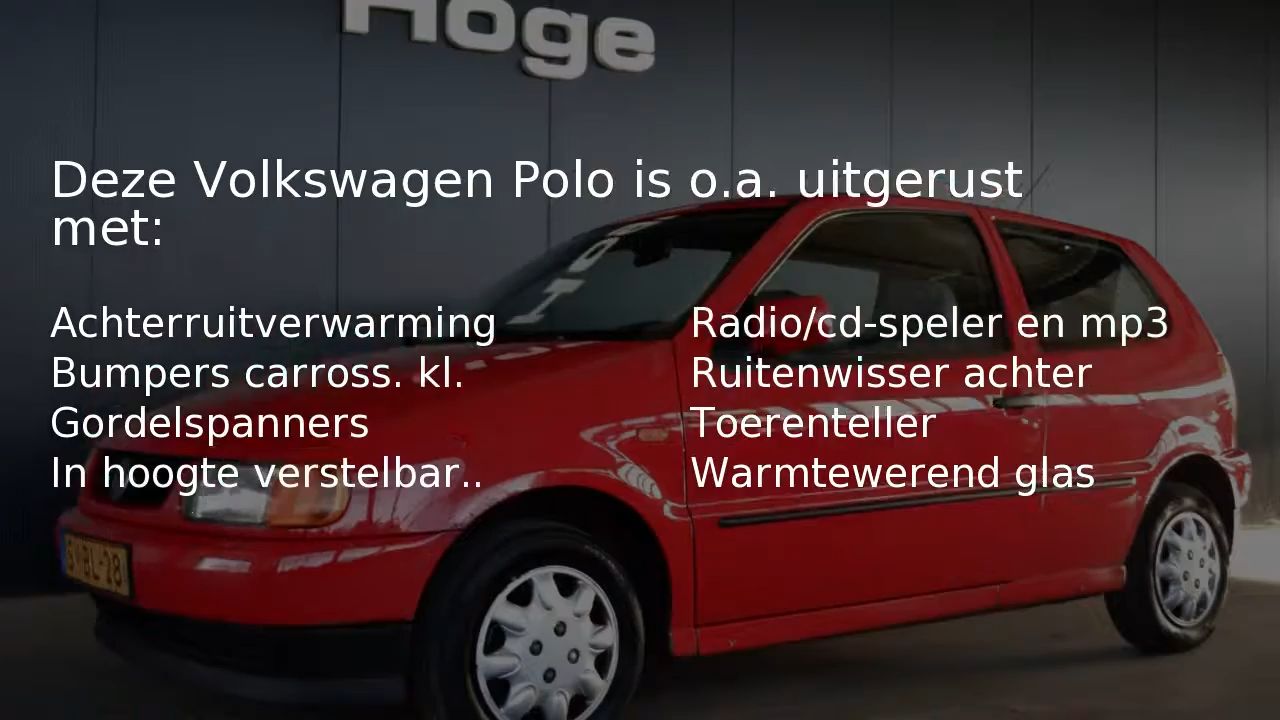 Hoge
Deze Volkswagen Polo is o.a. uitgerust
met:
Achterruitverwarming
Bumpers carross. kl.
Gordelspanners
In hoogte verstelbar..
Radio/cd-speler en mp3
Ruitenwisser achter
Toerenteller
Warmtewerend glas